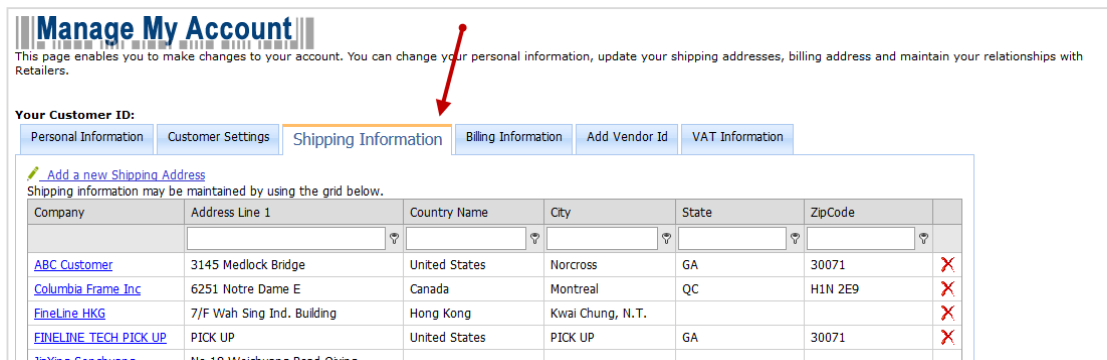 Manage My Account
This page enables you to make changes to your account. You can change your personal information, update your shipping addresses, billing address and maintain your relationships with
Retailers.
Your Customer ID:
Personal Information Customer Settings Shipping Information Billing Information Add Vendor Id VAT Information
Add a new Shipping Address
Shipping information may be maintained by using the grid below.
Company Address Line 1 Country Name City State ZipCode
ABC Customer 3145 Medlock Bridge United States Norcross GA 30071
Columbia Frame Inc 6251 Notre Dame E Canada Montreal QC H1N 2E9
FineLine HKG 7/F Wah Sing Ind. Building Hong Kong Kwai Chung, N.T.
FINELINE TECH PICK UP PICK UP United States PICK UP GA 30071